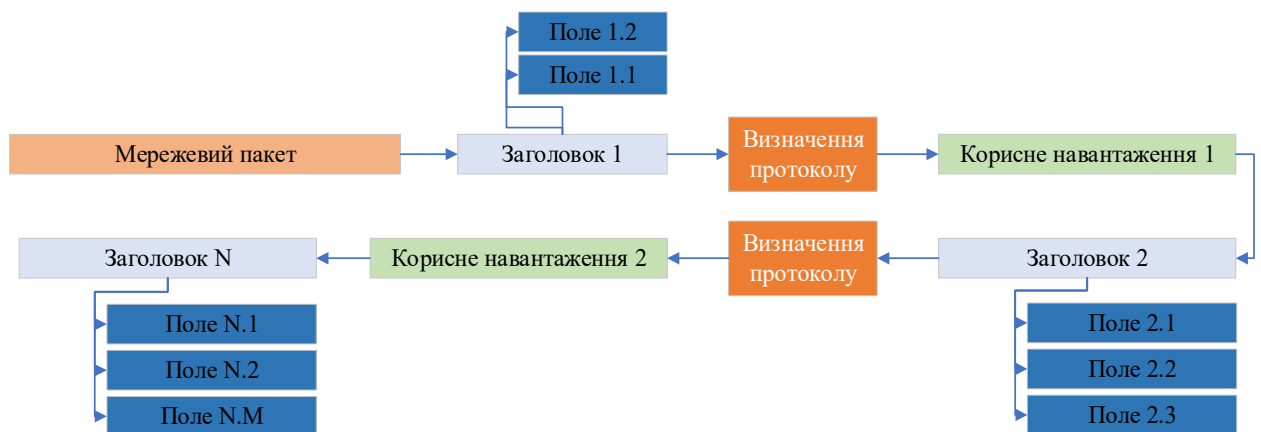 Поле 1.2
Поле 1.1
Мережевий пакет
Заголовок 1
Визначення
протоколу
Корисне навантаження 1
Заголовок N
Корисне навантаження 2
Визначення
протоколу
Заголовок 2
Поле N.1
Поле N.2
Поле N.M
Поле 2.1
Поле 2.2
Поле 2.3